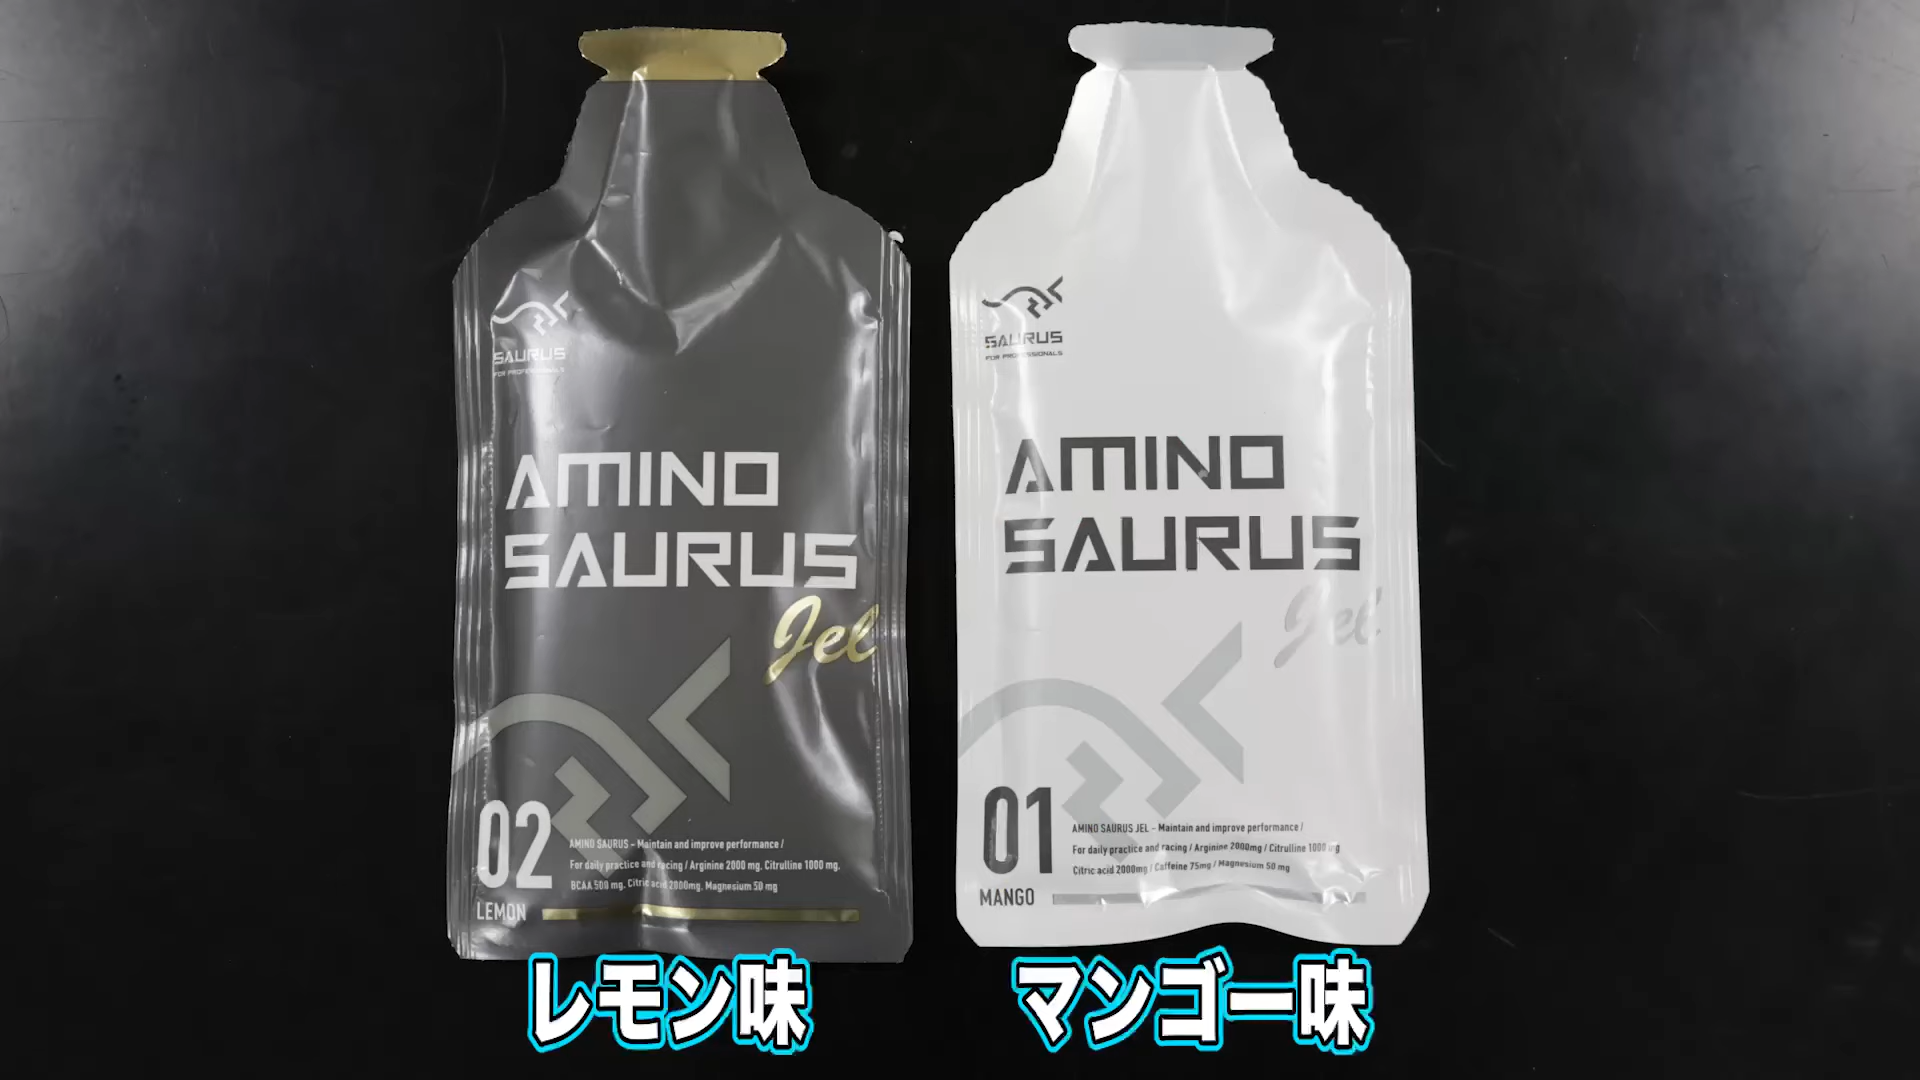 SAURUS
FOR PROFESSIONALS
AMINO
SAURUS
Jel
02
AMINO SAURUS – Maintain and improve performance /
For daily practice and racing / Arginine 2000 mg, Citrulline 1000 mg,
BCAA 500 mg, Citric acid 2000mg, Magnesium 50 mg
LEMON
レモン味
SAURUS
FOR PROFESSIONALS
AMINO
SAURUS
Jel
01
AMINO SAURUS JEL – Maintain and improve performance /
For daily practice and racing / Arginine 2000mg / Citrulline 1000 mg
Citric acid 2000mg / Caffeine 75mg / Magnesium 50 mg
MANGO
マンゴー味